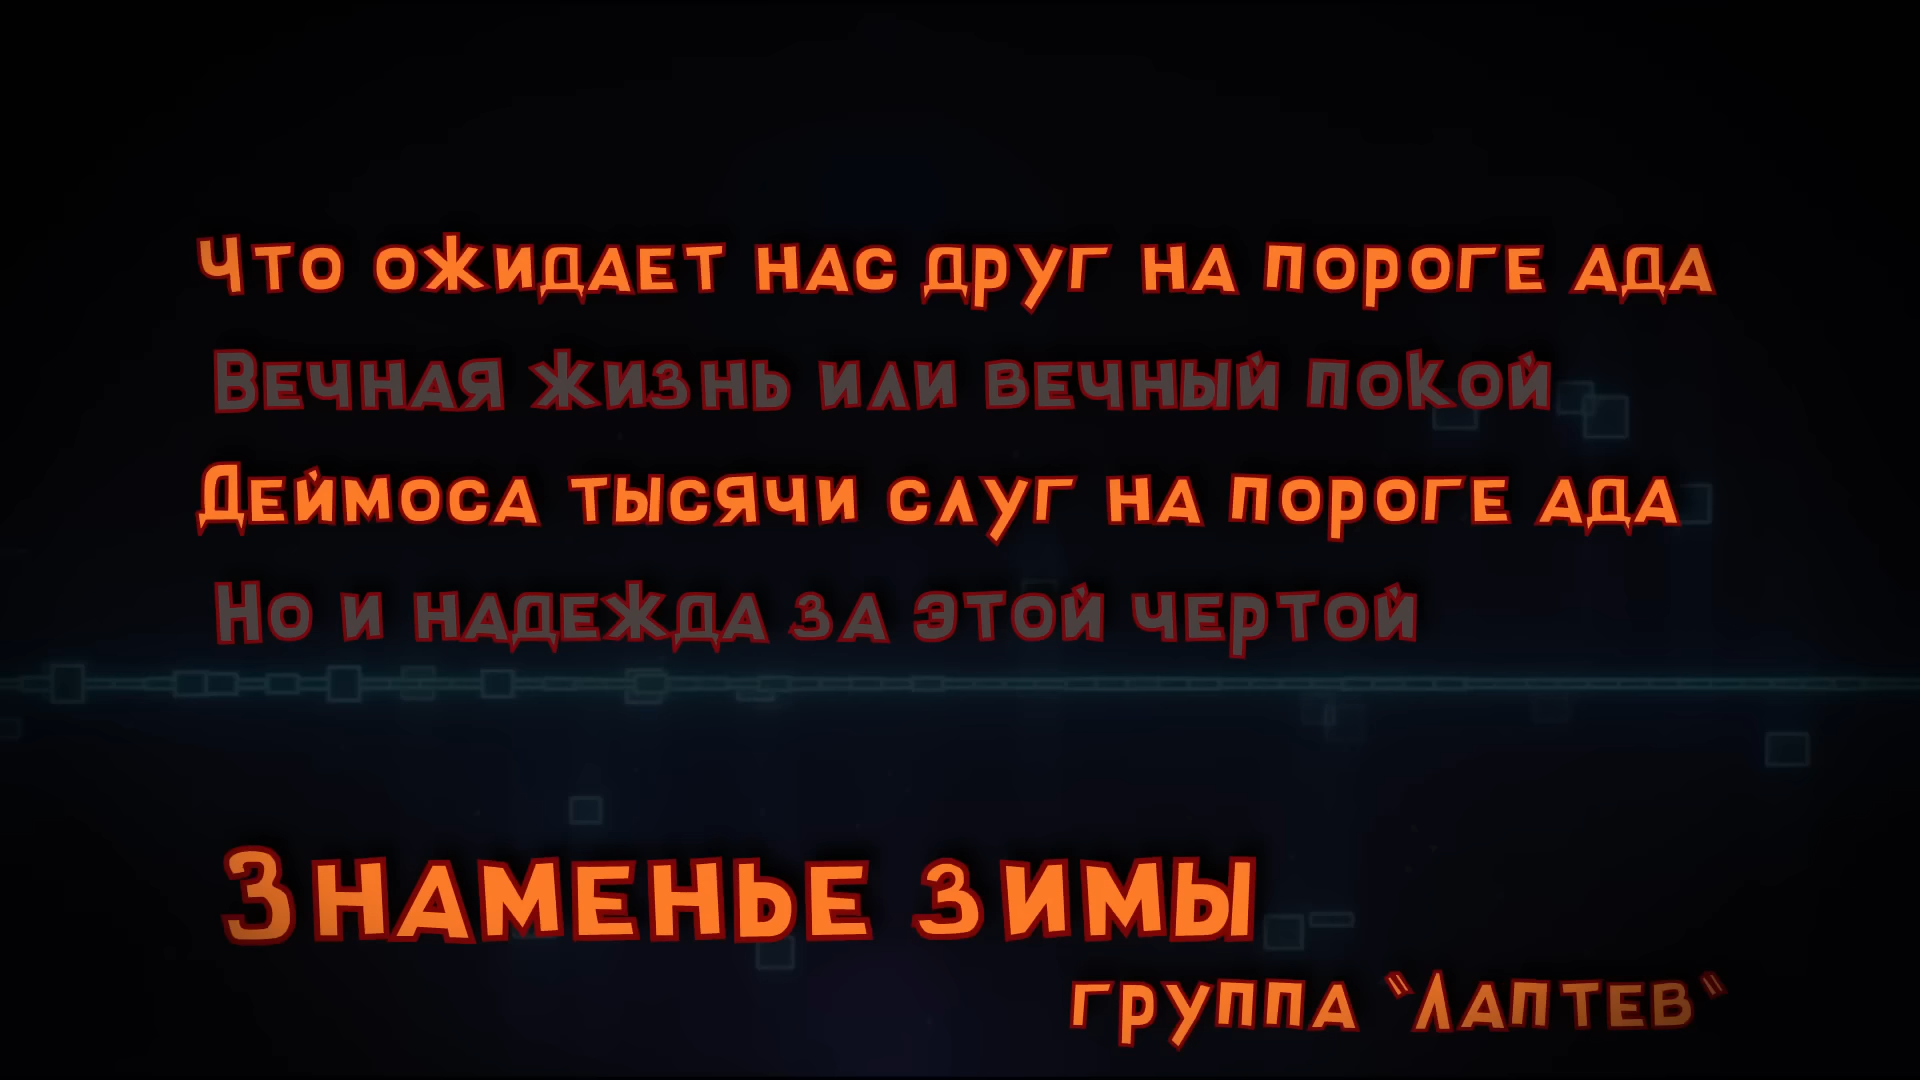 Что ожидает нас друг на пороге ада
Вечная жизнь или вечный покой
Деймоса тысячи слуг на пороге ада
Но и надежда за этой чертой
Знаменье зимы
группа "Лаптев"